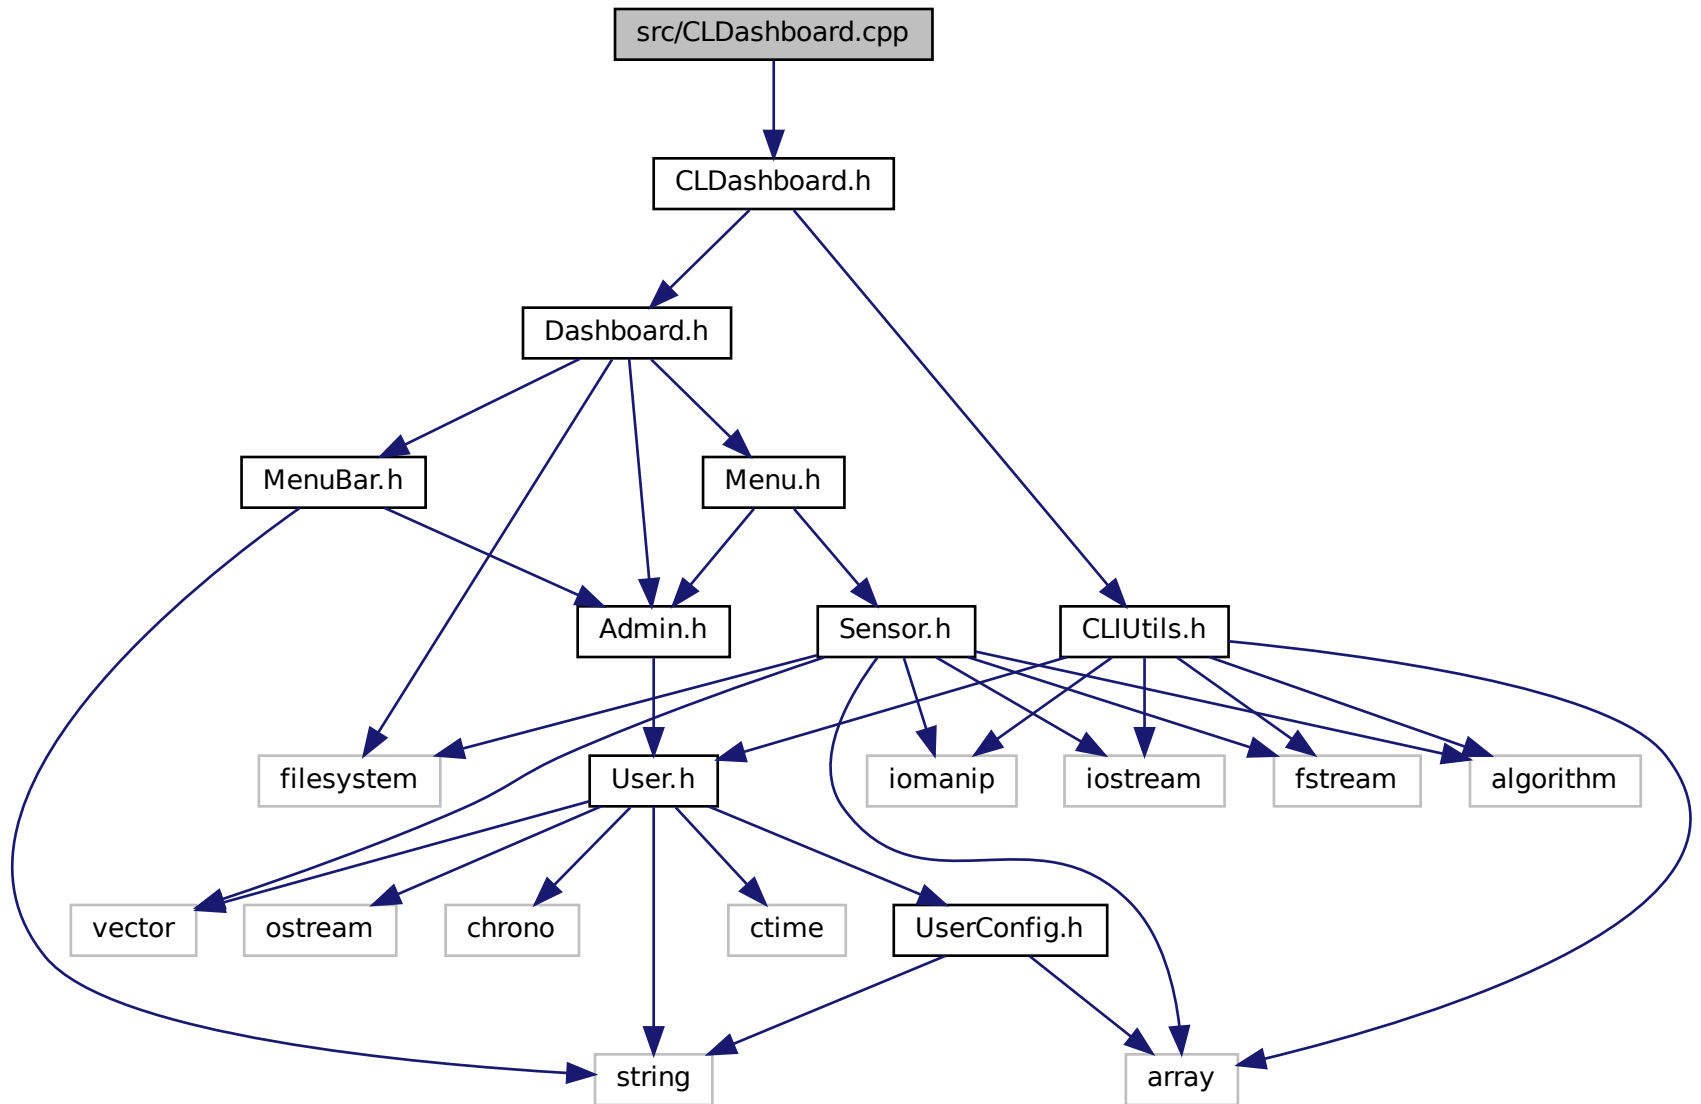 src/CLDashboard.cpp
CLDashboard.h
Dashboard.h
MenuBar.h
Menu.h
Admin.h
Sensor.h
CLIUtils.h
filesystem
User.h
iomanip
iostream
fstream
algorithm
vector
ostream
chrono
ctime
UserConfig.h
string
array